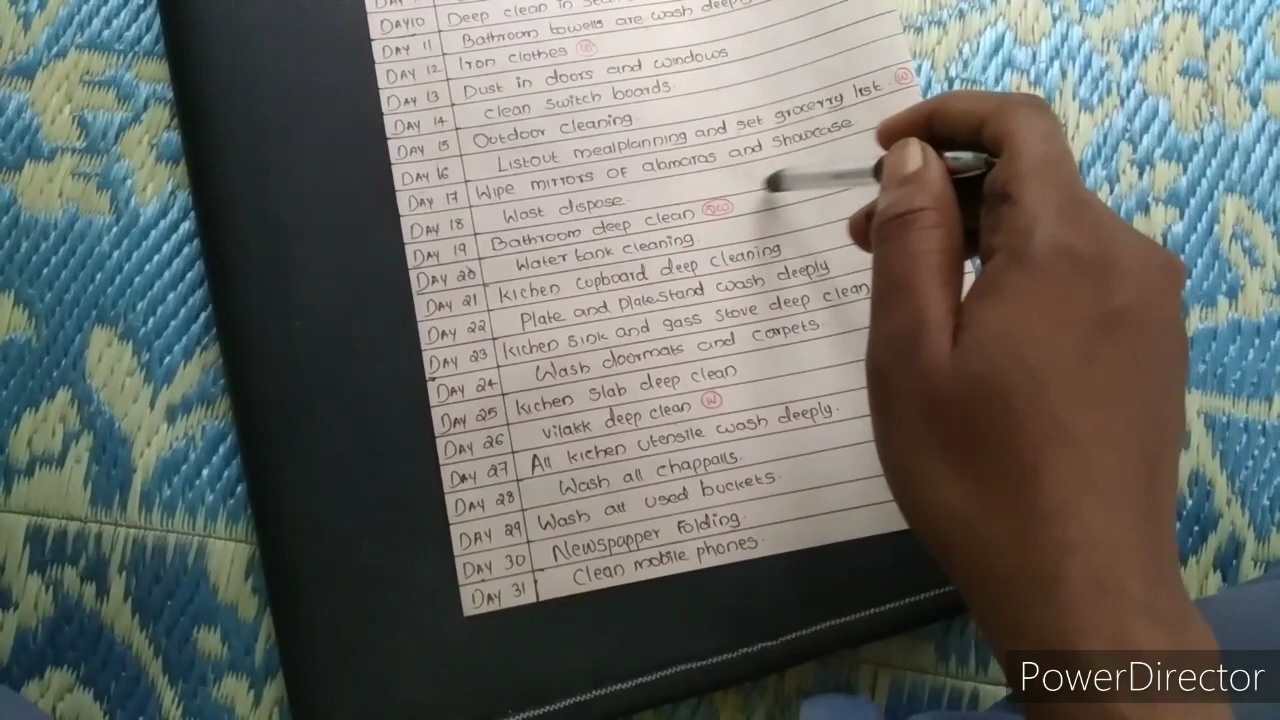 DAY 10 Deep clean in
DAY 11 Bathroom towells are wash
DAY 12 Iron clothes
DAY 13 Dust in doors and windows
DAY 14 clean switch boards.
DAY 15 Outdoor cleaning.
DAY 16 Listout mealplanning and set grocerry list. W
DAY 17 Wipe mirrors of abmaras and showcase
DAY 18 Wast dispose.
DAY 19 Bathroom deep clean
DAY 20 Water tank cleaning.
DAY 21 kichen cupboard deep cleaning
DAY 22 Plate and platestand wash deeply
DAY 23 kichen sink and gass stove deep clean
DAY 24 Wash doormats and carpets
DAY 25 kichen slab deep clean
DAY 26 vilakk deep clean W
DAY 27 All kichen utensile wash deeply.
DAY 28 Wash all chappalls.
DAY 29 Wash all used buckets.
DAY 30 Newspapper folding.
DAY 31 Clean mobile phones.
PowerDirector